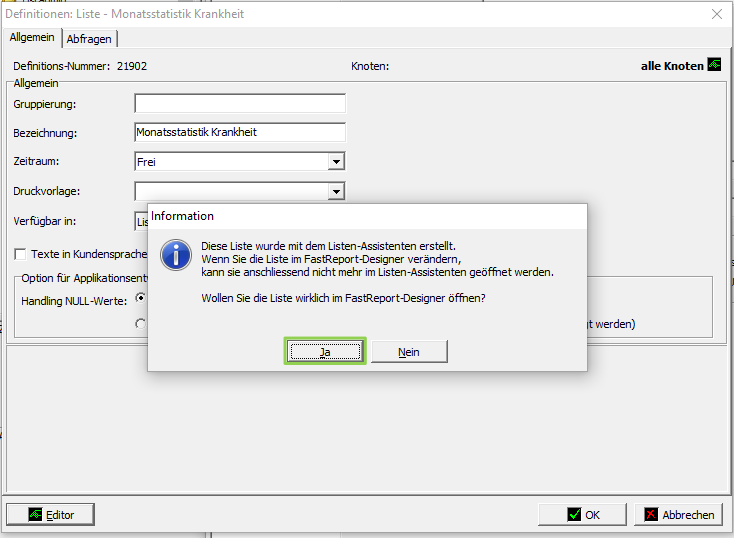 Definitionen: Liste - Monatsstatistik Krankheit
Allgemein
Abfragen
Definitions-Nummer: 21902
Knoten:
alle Knoten
Allgemein
Gruppierung:
Bezeichnung:
Monatsstatistik Krankheit
Zeitraum:
Frei
Druckvorlage:
Verfügbar in:
Texte in Kundensprache
Option für Applikationsent
Handling NULL-Werte:
t werden)
Information
Diese Liste wurde mit dem Listen-Assistenten erstellt.
Wenn Sie die Liste im FastReport-Designer verändern,
kann sie anschliessend nicht mehr im Listen-Assistenten geöffnet werden.
Wollen Sie die Liste wirklich im FastReport-Designer öffnen?
Ja
Nein
Editor
OK
Abbrechen